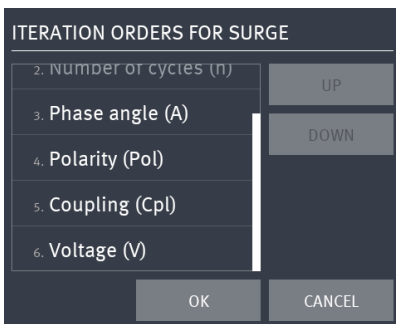 ITERATION ORDERS FOR SURGE
2. Number of cycles (n)
UP
3. Phase angle (A)
DOWN
4. Polarity (Pol)
5. Coupling (Cpl)
6. Voltage (V)
OK
CANCEL